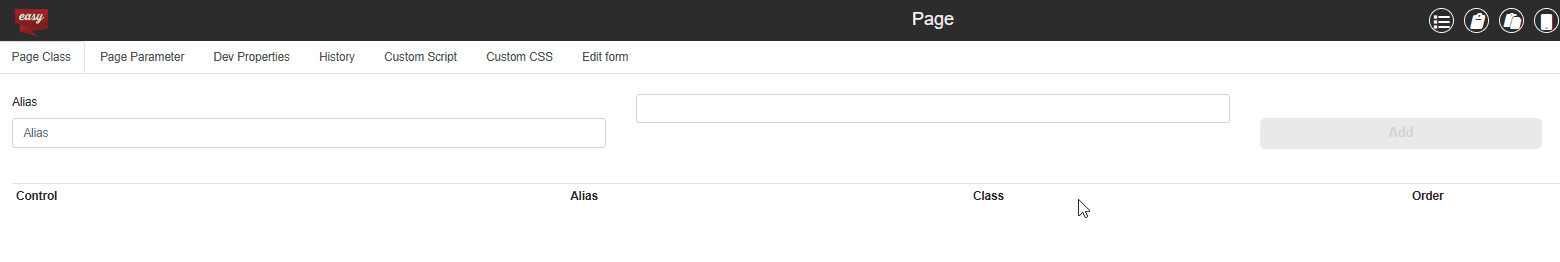 easy
Page
Page Class
Page Parameter
Dev Properties
History
Custom Script
Custom CSS
Edit form
Alias
Alias
Add
Control
Alias
Class
Order